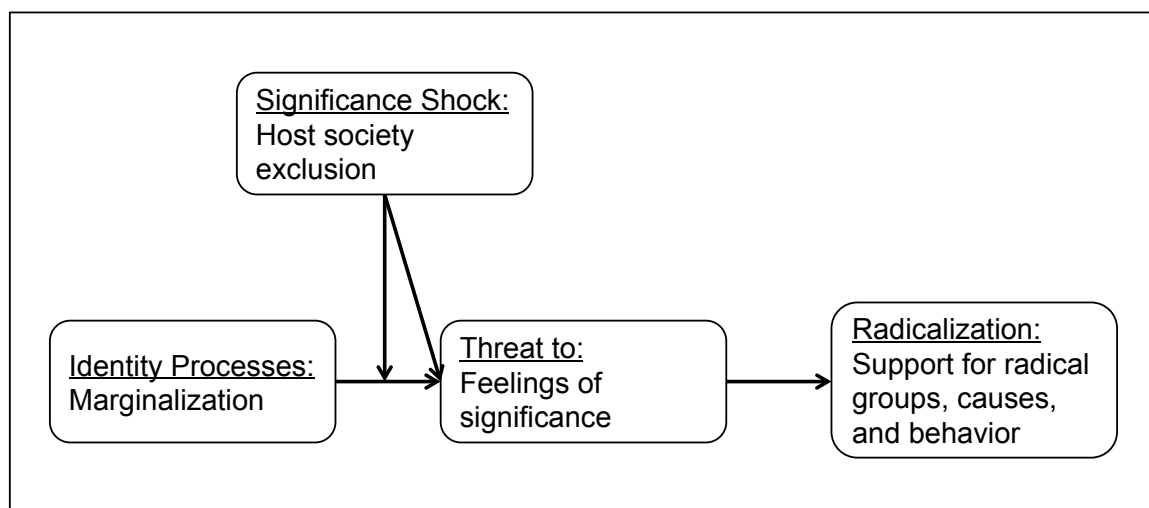 Significance Shock:
Host society
exclusion
Identity Processes:
Marginalization
Threat to:
Feelings of
significance
Radicalization:
Support for radical
groups, causes,
and behavior